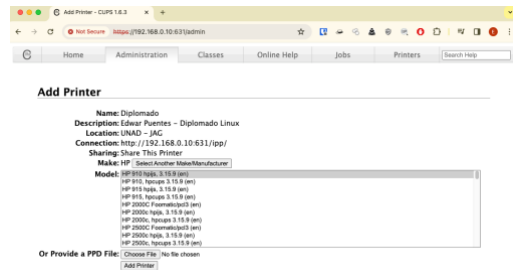 Add Printer - CUPS 1.6.3
Not Secure https://192.168.0.10:631/admin
Home Administration Classes Online Help Jobs Printers Search Help
Add Printer
Name: Diplomado
Description: Edwar Puentes - Diplomado Linux
Location: UNAD - JAG
Connection: http://192.168.0.10:631/ipp/
Sharing: Share This Printer
Make: HP Select Another Make/Manufacturer
Model: HP 910 hpijs, 3.15.9 (en)
HP 910, hpcups 3.15.9 (en)
HP 915 hpijs, 3.15.9 (en)
HP 915, hpcups 3.15.9 (en)
HP 2000C Foomatic/pcl3 (en)
HP 2000c hpijs, 3.15.9 (en)
HP 2000c, hpcups 3.15.9 (en)
HP 2500C Foomatic/pcl3 (en)
HP 2500c hpijs, 3.15.9 (en)
HP 2500c, hpcups 3.15.9 (en)
Or Provide a PPD File: Choose File No file chosen
Add Printer